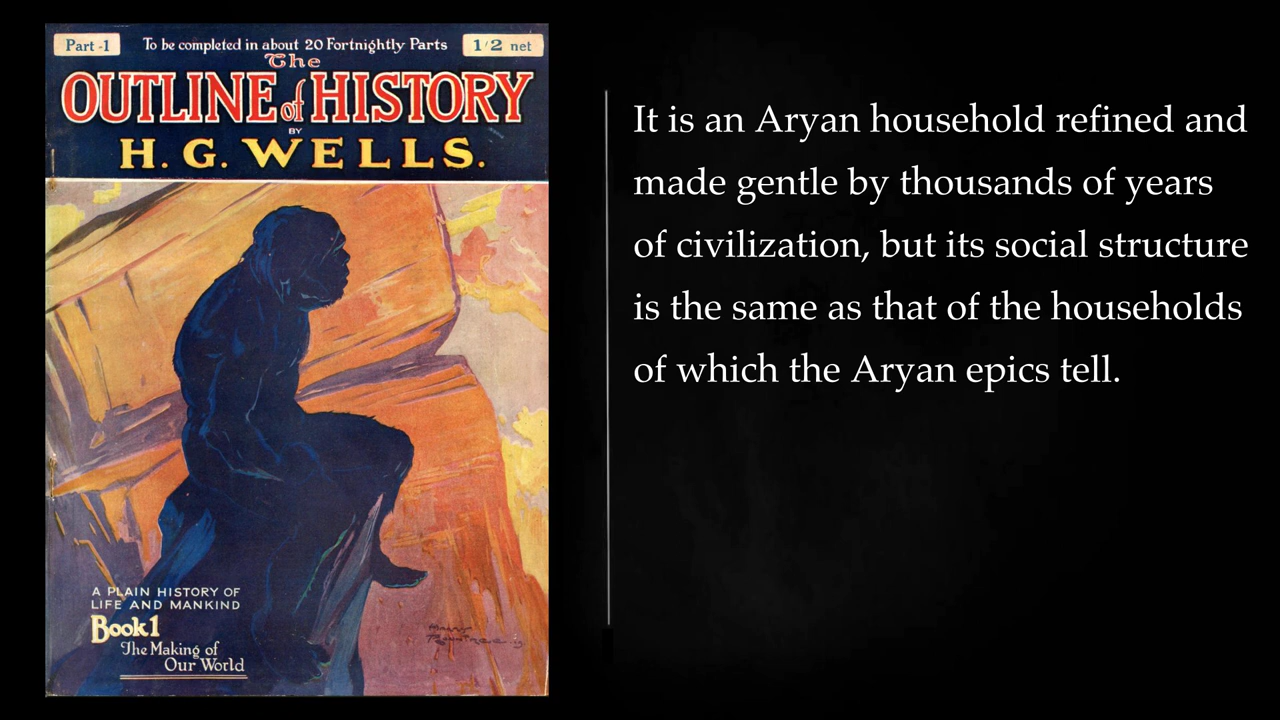 Part -1
To be completed in about 20 Fortnightly Parts
1/2 net
The
OUTLINE of HISTORY
BY
H. G. WELLS.
A PLAIN HISTORY OF
LIFE AND MANKIND
Book 1
The Making of
Our World
It is an Aryan household refined and
made gentle by thousands of years
of civilization, but its social structure
is the same as that of the households
of which the Aryan epics tell.